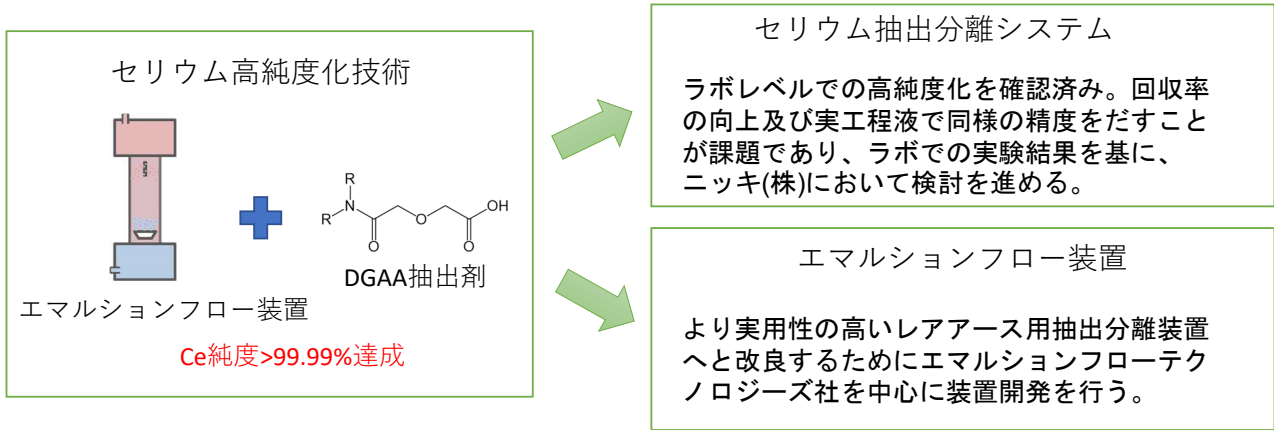 セリウム高純度化技術
R
R
N
O
O
O
OH
DGAA抽出剤
エマルションフロー装置
Ce純度>99.99%達成
セリウム抽出分離システム
ラボレベルでの高純度化を確認済み。回収率
の向上及び実工程液で同様の精度をだすこと
が課題であり、ラボでの実験結果を基に、
ニッキ(株)において検討を進める。
エマルションフロー装置
より実用性の高いレアアース用抽出分離装置
へと改良するためにエマルションフローテク
ノロジーズ社を中心に装置開発を行う。